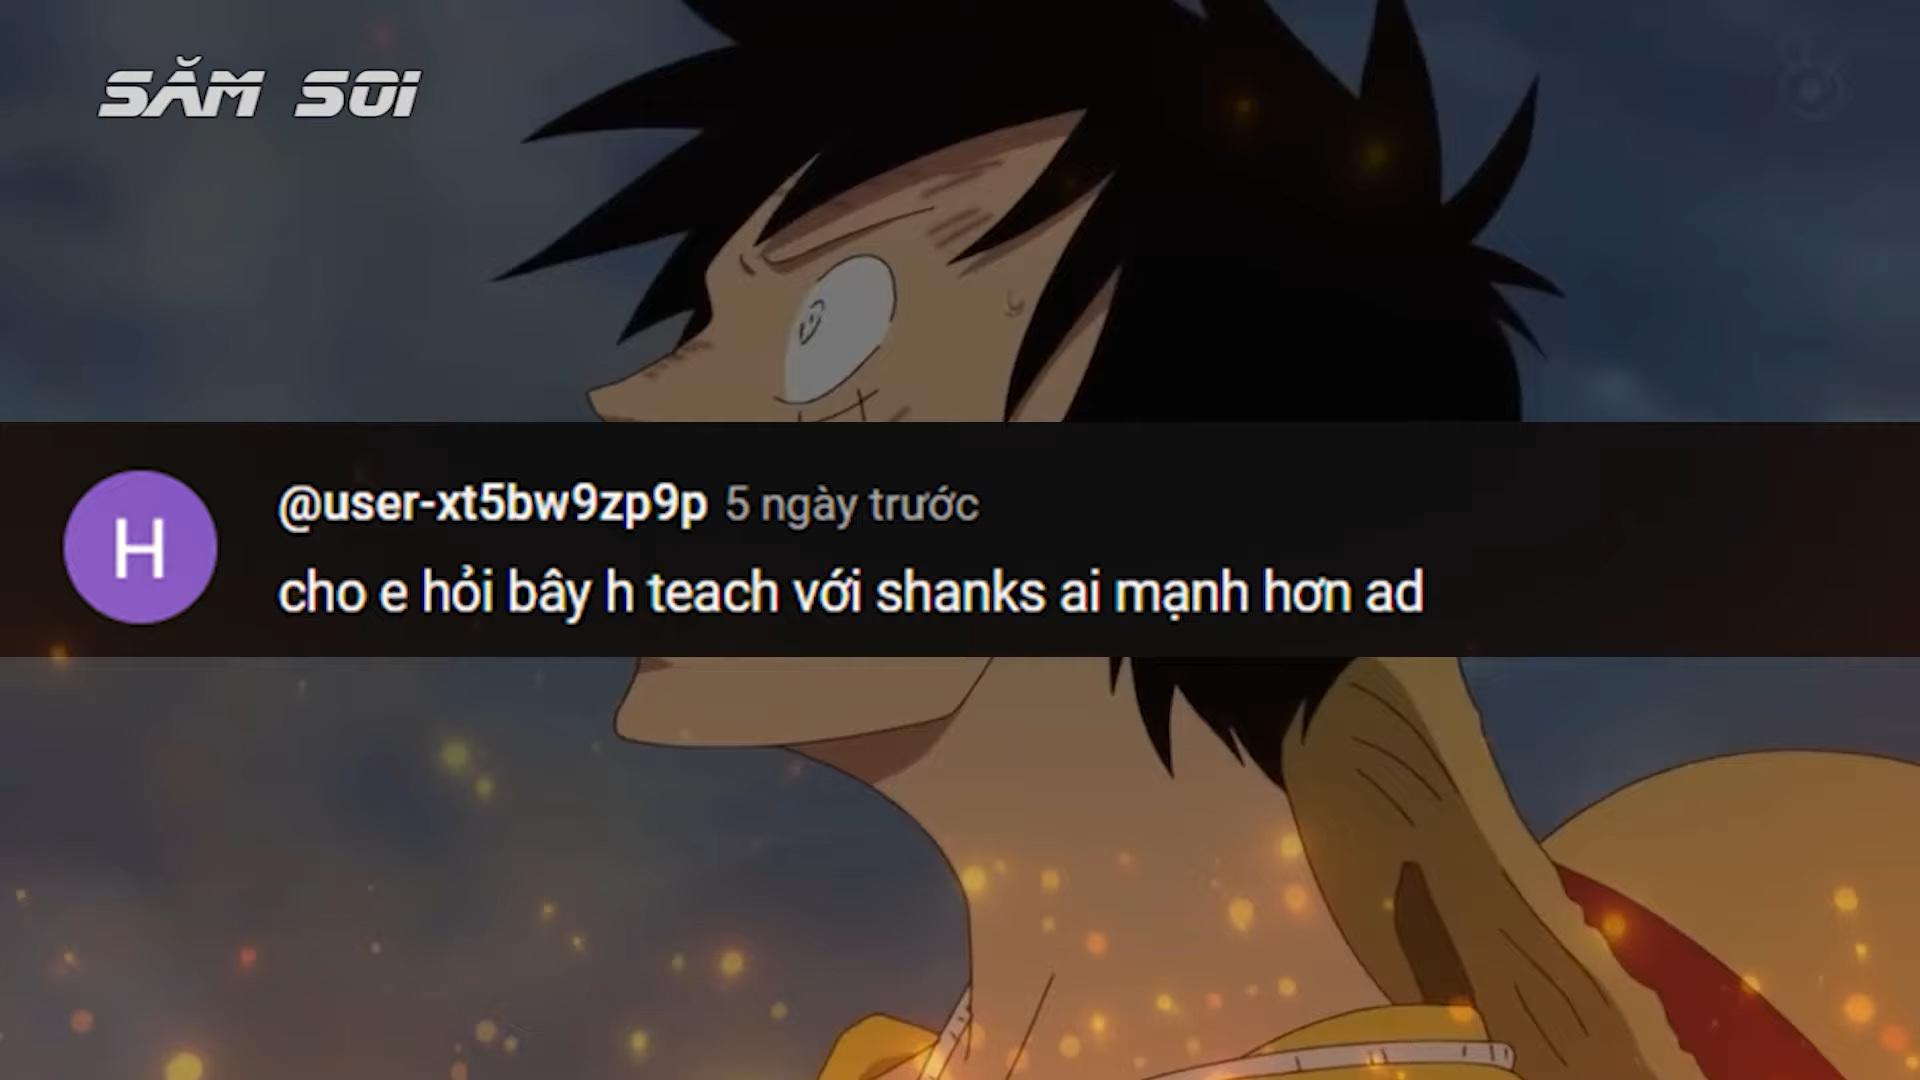 SĂM SOI
H
@user-xt5bw9zp9p 5 ngày trước
cho e hỏi bây h teach với shanks ai mạnh hơn ad